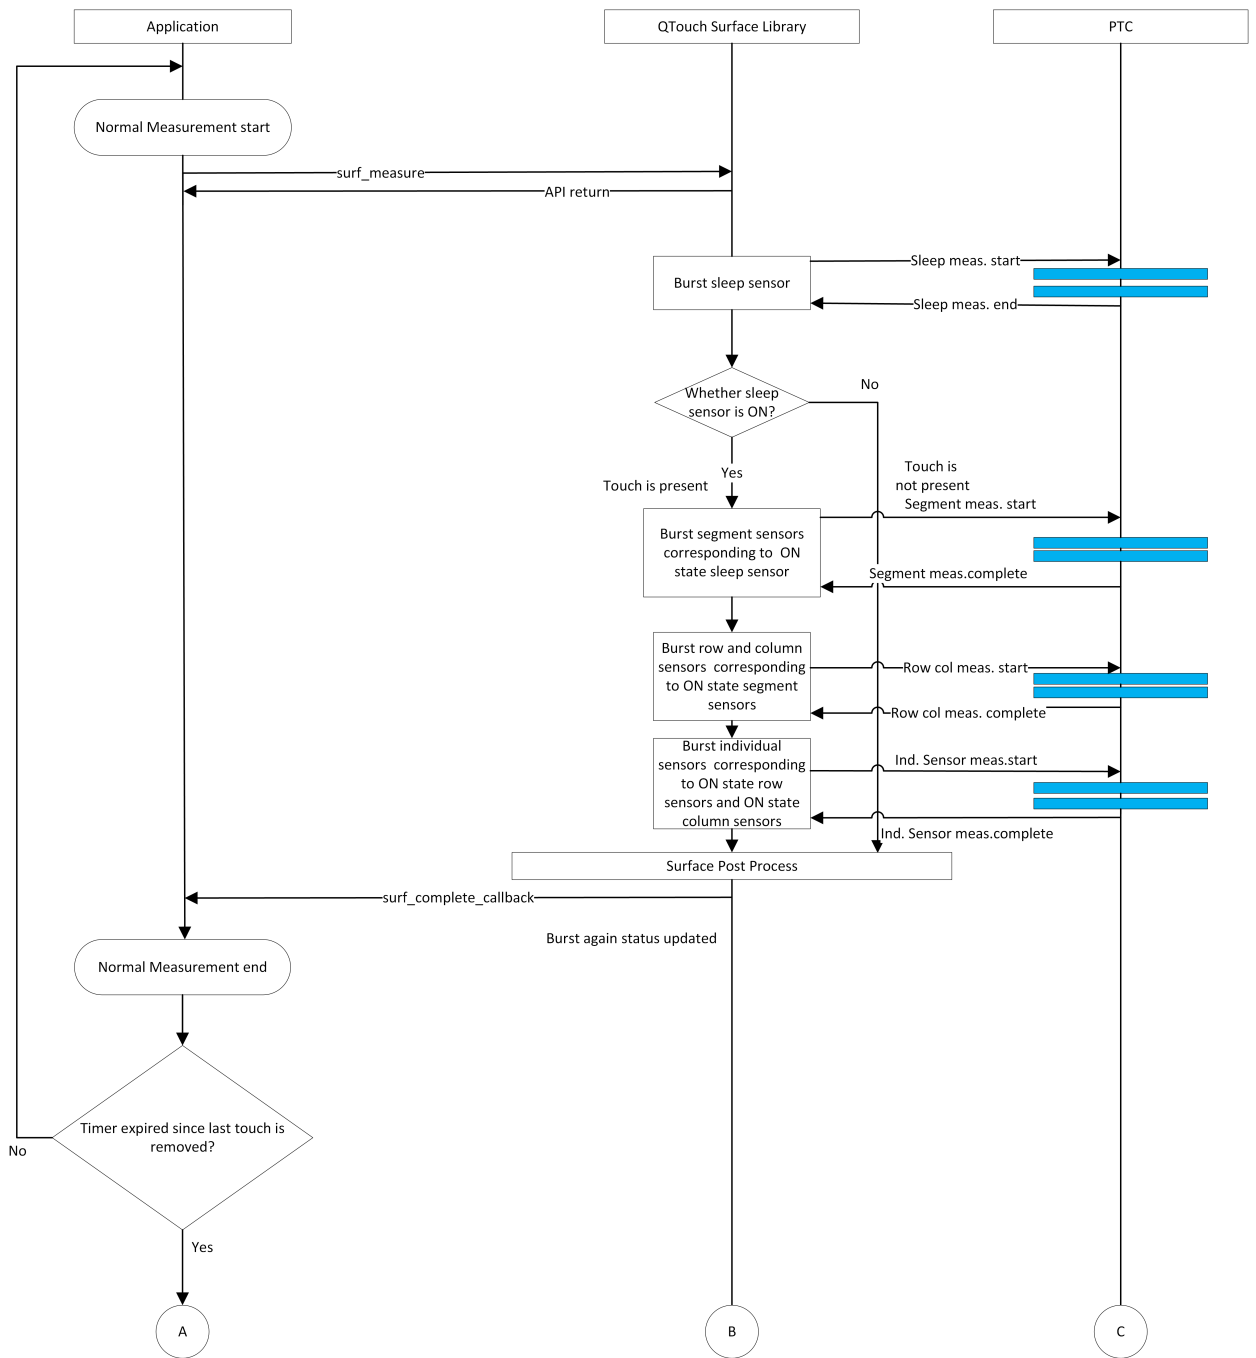 Application
QTouch Surface Library
PTC
Normal Measurement start
surf_measure
API return
Burst sleep sensor
Sleep meas. start
Sleep meas. end
Whether sleep
sensor is ON?
No
Yes
Touch is present
Touch is
not present
Segment meas. start
Burst segment sensors
corresponding to ON
state sleep sensor
Segment meas.complete
Burst row and column
sensors corresponding
to ON state segment
sensors
Row col meas. start
Row col meas. complete
Burst individual
sensors corresponding
to ON state row
sensors and ON state
column sensors
Ind. Sensor meas.start
Ind. Sensor meas.complete
Surface Post Process
surf_complete_callback
Burst again status updated
Normal Measurement end
Timer expired since last touch is
removed?
No
Yes
A
B
C